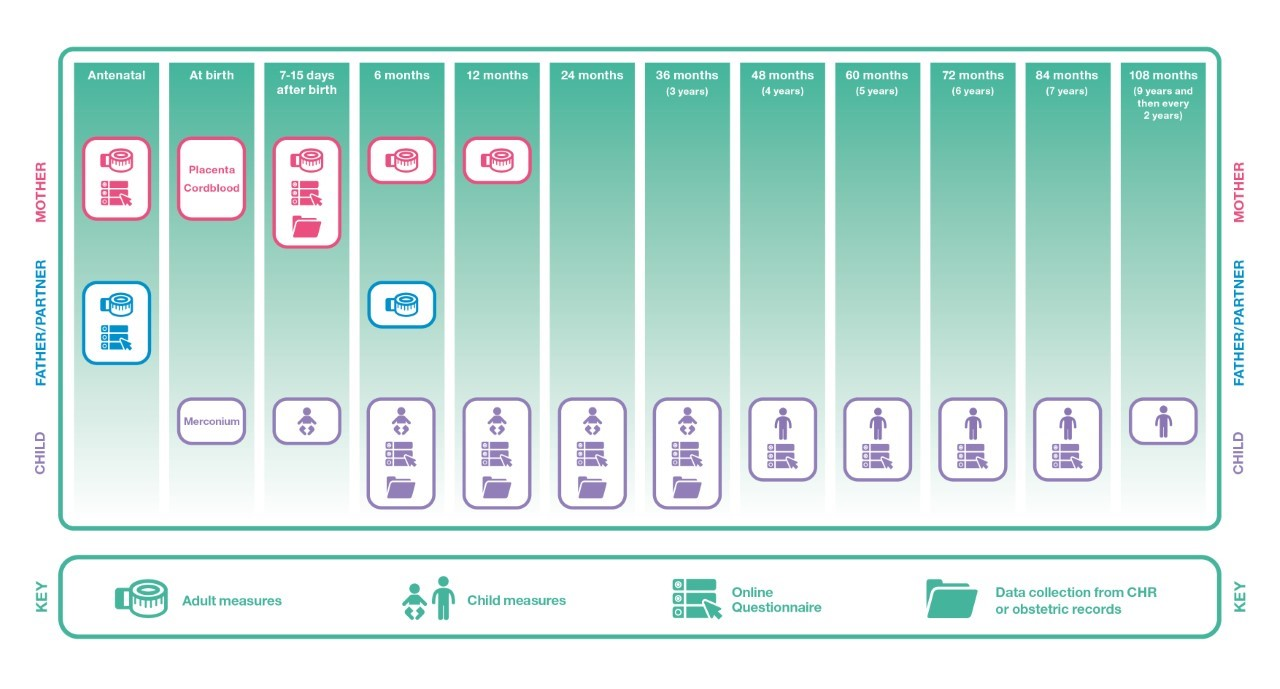 Antenatal
At birth
7-15 days
after birth
6 months
12 months
24 months
36 months
(3 years)
48 months
(4 years)
60 months
(5 years)
72 months
(6 years)
84 months
(7 years)
108 months
(9 years and
then every
2 years)
MOTHER
Placenta
Cordblood
MOTHER
FATHER/PARTNER
FATHER/PARTNER
CHILD
Merconium
CHILD
KEY
Adult measures
Child measures
Online
Questionnaire
Data collection from CHR
or obstetric records
KEY